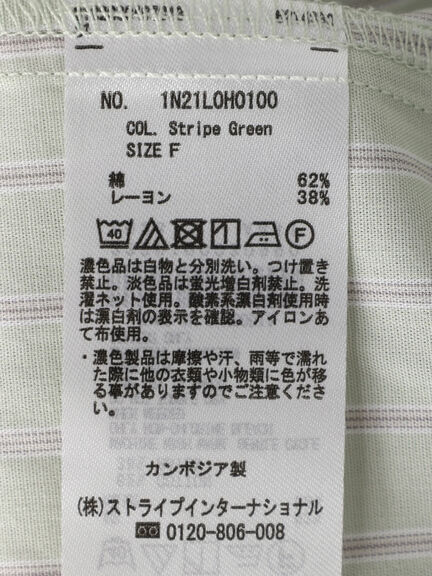 NO. 1N21L0H0100
COL. Stripe Green
SIZE F
綿 62%
レーヨン 38%
40 F
濃色品は白物と分別洗い。つけ置き
禁止。淡色品は蛍光増白剤禁止。洗
濯ネット使用。酸素系漂白剤使用時
は漂白剤の表示を確認。アイロンあ
て布使用。
・濃色製品は摩擦や汗、雨等で濡れ
た際に他の衣類や小物類に色が移
る事がありますのでご注意くださ
い。
カンボジア製
(株)ストライプインターナショナル
0120-806-008